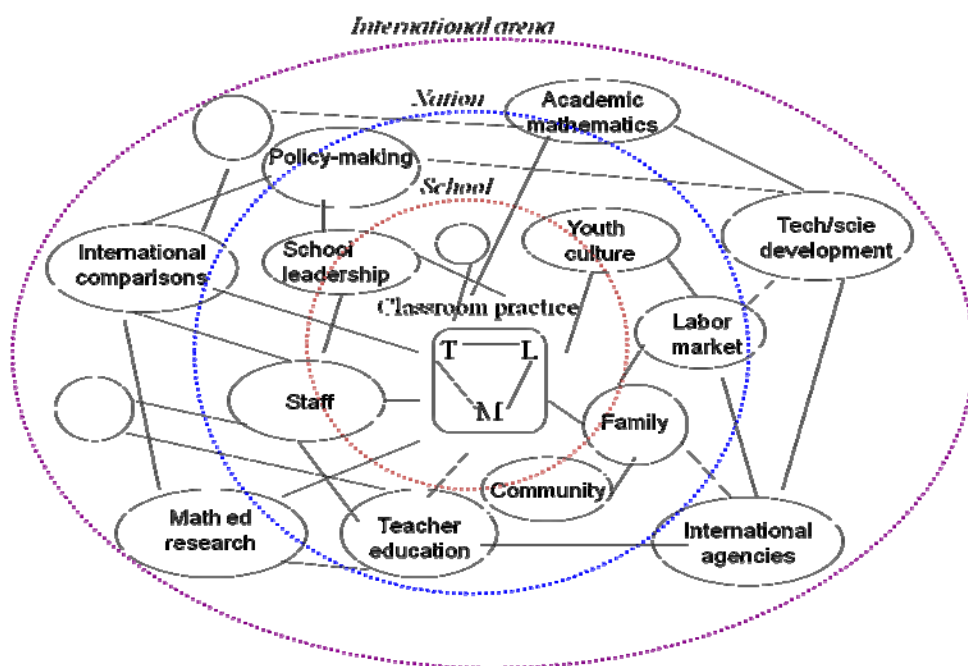 International arena
Nation
Academic
mathematics
Policy-making
School
Youth
culture
Tech/scie
development
International
comparisons
School
leadership
Classroom practice
T L
M
Labor
market
Staff
Family
Community
Math ed
research
Teacher
education
International
agencies